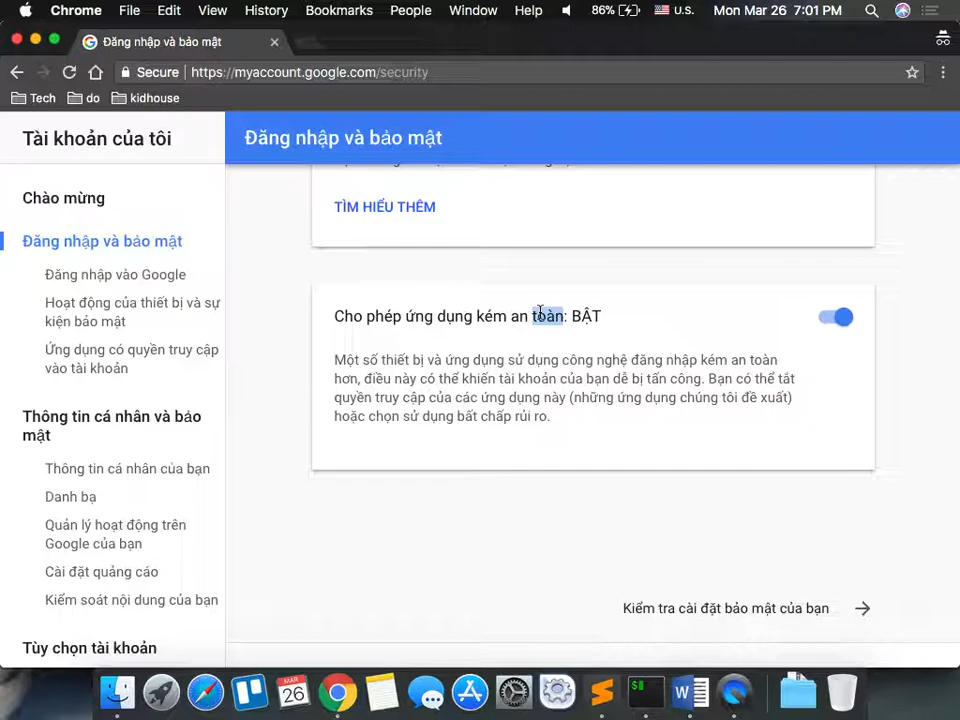 Chrome File Edit View History Bookmarks People Window Help 86% U.S. Mon Mar 26 7:01 PM
Đăng nhập và bảo mật
Secure https://myaccount.google.com/security
Tech do kidhouse
Tài khoản của tôi
Đăng nhập và bảo mật
Chào mừng
Đăng nhập và bảo mật
Đăng nhập vào Google
Hoạt động của thiết bị và sự
kiện bảo mật
Ứng dụng có quyền truy cập
vào tài khoản
Thông tin cá nhân và bảo
mật
Thông tin cá nhân của bạn
Danh bạ
Quản lý hoạt động trên
Google của bạn
Cài đặt quảng cáo
Kiểm soát nội dung của bạn
Tùy chọn tài khoản
TÌM HIỂU THÊM
Cho phép ứng dụng kém an toàn: BẬT
Một số thiết bị và ứng dụng sử dụng công nghệ đăng nhập kém an toàn
hơn, điều này có thể khiến tài khoản của bạn dễ bị tấn công. Bạn có thể tắt
quyền truy cập của các ứng dụng này (những ứng dụng chúng tôi đề xuất)
hoặc chọn sử dụng bất chấp rủi ro.
Kiểm tra cài đặt bảo mật của bạn
26